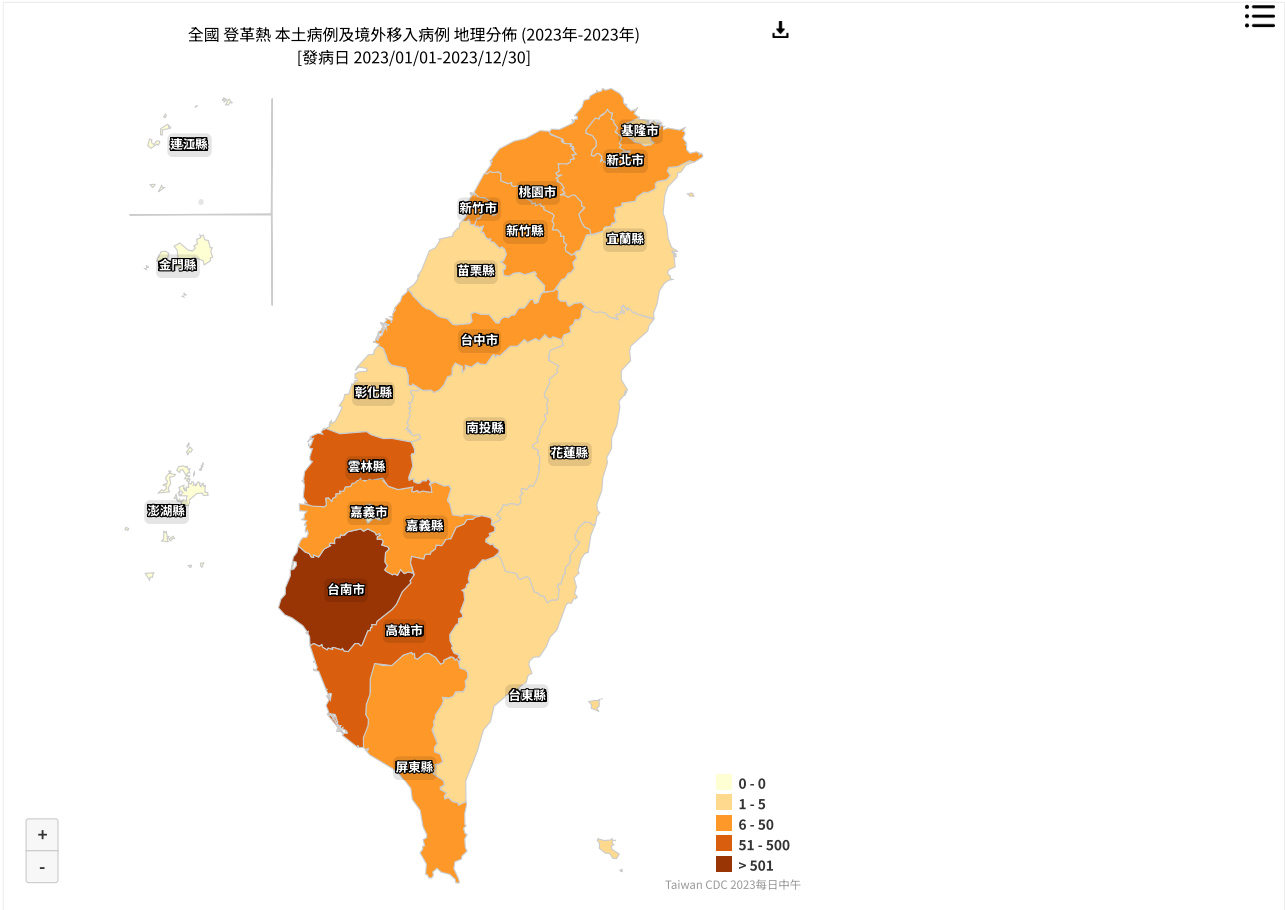 全國 登革熱 本土病例及境外移入病例 地理分佈 (2023年-2023年)
[發病日 2023/01/01-2023/12/30]
基隆市
連江縣
新北市
桃園市
新竹市
新竹縣
宜蘭縣
金門縣
苗栗縣
台中市
彰化縣
南投縣
花蓮縣
雲林縣
澎湖縣
嘉義市
嘉義縣
台南市
高雄市
台東縣
屏東縣
0 - 0
1 - 5
6 - 50
51 - 500
> 501
+
-
Taiwan CDC 2023每日中午